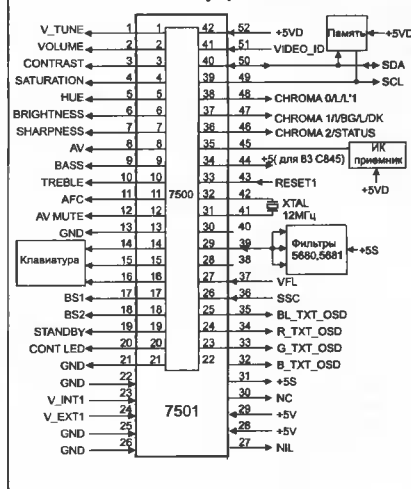 V_TUNE 1 1 42 52 +5VD Память +5VD
VOLUME 2 2 41 51 VIDEO_ID
CONTRAST 3 3 40 50 SDA
SATURATION 4 4 39 49 SCL
HUE 5 5 38 48 CHROMA 0/L/L'1
BRIGHTNESS 6 6 37 47 CHROMA 1/I/BG/L/DK
SHARPNESS 7 7 36 46 CHROMA 2/STATUS
AV 8 8 35 45 ИК
приемник
BASS 9 9 34 44 +5( для 83 C845)
+5VD
TREBLE 10 10 33 43 RESET1
7500
AFC 11 11 32 42 XTAL
AV MUTE 12 12 31 41 12МГц
GND 13 13 30 40
14 14 29 39 Фильтры
5680,5681 +5S
Клавиатура 15 15 28 38
16 16 27 37 VFL
BS1 17 17 26 36 SSC
BS2 18 18 25 35 BL_TXT_OSD
STANDBY 19 19 24 34 R_TXT_OSD
CONT LED 20 20 23 33 G_TXT_OSD
GND 21 21 22 32 B_TXT_OSD
GND 22 31 +5S
V_INT1 23 30 NC
7501
V_EXT1 24 29 +5V
GND 25 28 +5V
GND 26 27 NIL